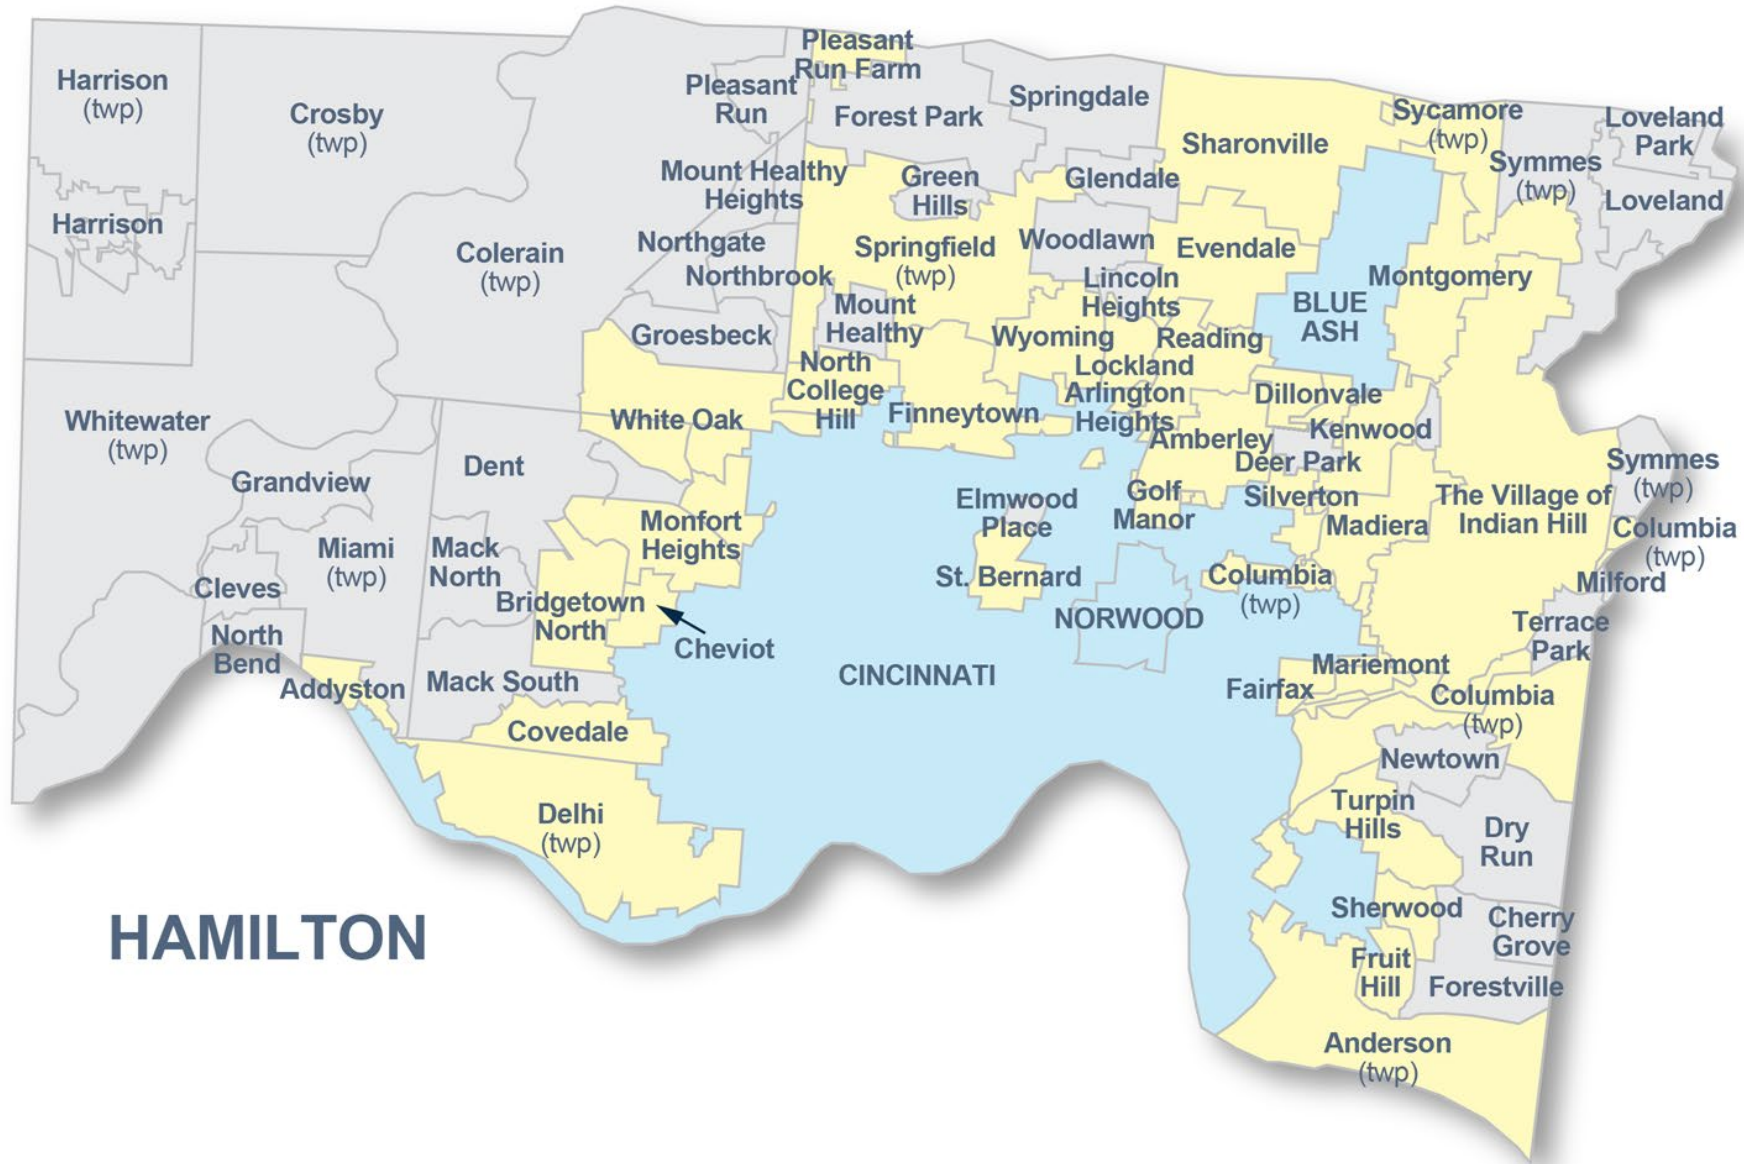 Pleasant
Run Farm
Harrison
(twp)
Crosby
(twp)
Pleasant
Run
Forest Park
Springdale
Sharonville
Sycamore
(twp)
Symmes
(twp)
Loveland
Park
Loveland
Harrison
Mount Healthy
Heights
Green
Hills
Glendale
Colerain
(twp)
Northgate
Northbrook
Springfield
(twp)
Woodlawn
Evendale
Lincoln
Heights
Montgomery
BLUE
ASH
Groesbeck
Mount
Healthy
Wyoming
Reading
North
College
Hill
Lockland
Arlington
Heights
Dillonvale
Whitewater
(twp)
White Oak
Finneytown
Amberley
Kenwood
Deer Park
Grandview
Dent
Symmes
(twp)
Elmwood
Place
Golf
Manor
Silverton
Madiera
The Village of
Indian Hill
Columbia
(twp)
Miami
(twp)
Mack
North
Monfort
Heights
Cleves
Bridgetown
North
St. Bernard
Columbia
(twp)
Milford
NORWOOD
Terrace
Park
North
Bend
Cheviot
CINCINNATI
Mariemont
Fairfax
Columbia
(twp)
Addyston
Mack South
Covedale
Newtown
Delhi
(twp)
Turpin
Hills
Dry
Run
Sherwood
Cherry
Grove
HAMILTON
Fruit
Hill
Forestville
Anderson
(twp)